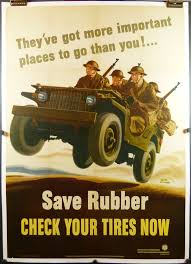 They've got more important
places to go than you!...
Save Rubber
CHECK YOUR TIRES NOW